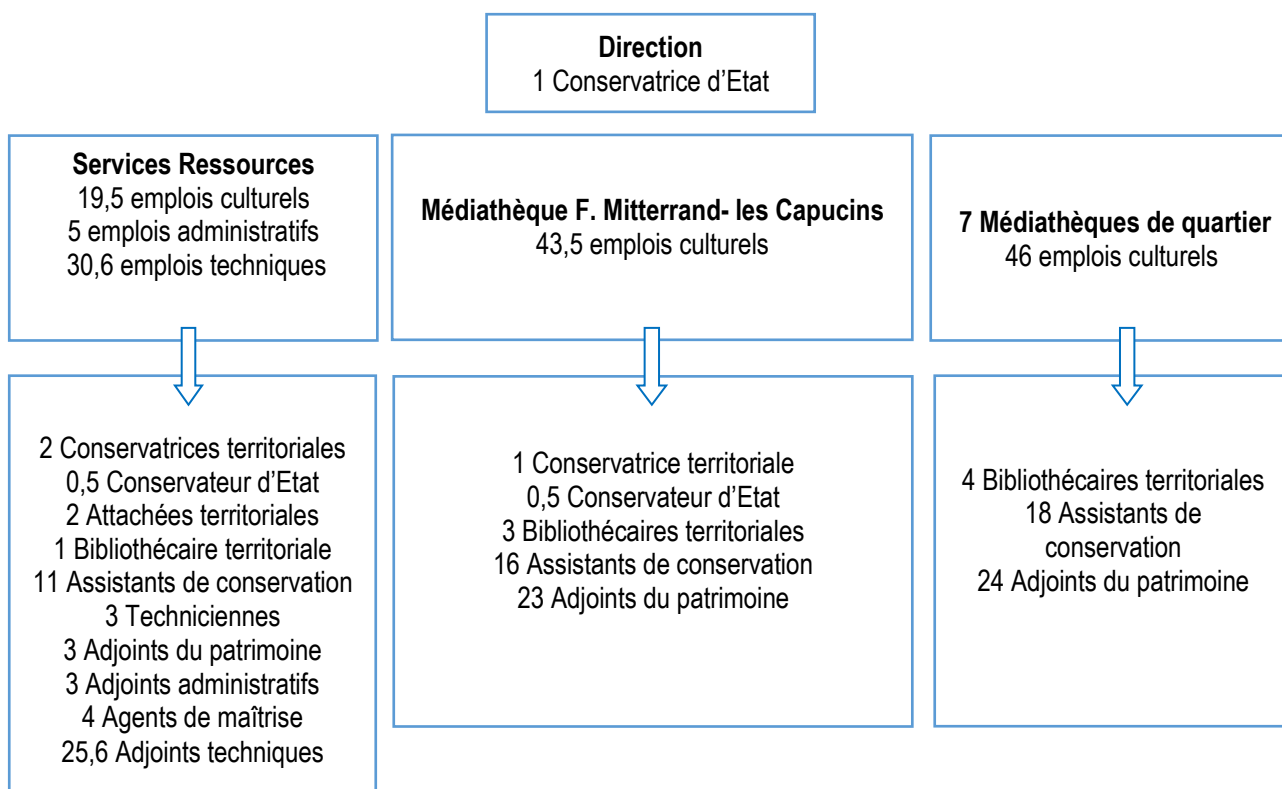 Direction
1 Conservatrice d’Etat
Services Ressources
19,5 emplois culturels
5 emplois administratifs
30,6 emplois techniques
Médiathèque F. Mitterrand- les Capucins
43,5 emplois culturels
7 Médiathèques de quartier
46 emplois culturels
2 Conservatrices territoriales
0,5 Conservateur d’Etat
2 Attachées territoriales
1 Bibliothécaire territoriale
11 Assistants de conservation
3 Techniciennes
3 Adjoints du patrimoine
3 Adjoints administratifs
4 Agents de maîtrise
25,6 Adjoints techniques
1 Conservatrice territoriale
0,5 Conservateur d’Etat
3 Bibliothécaires territoriales
16 Assistants de conservation
23 Adjoints du patrimoine
4 Bibliothécaires territoriales
18 Assistants de
conservation
24 Adjoints du patrimoine